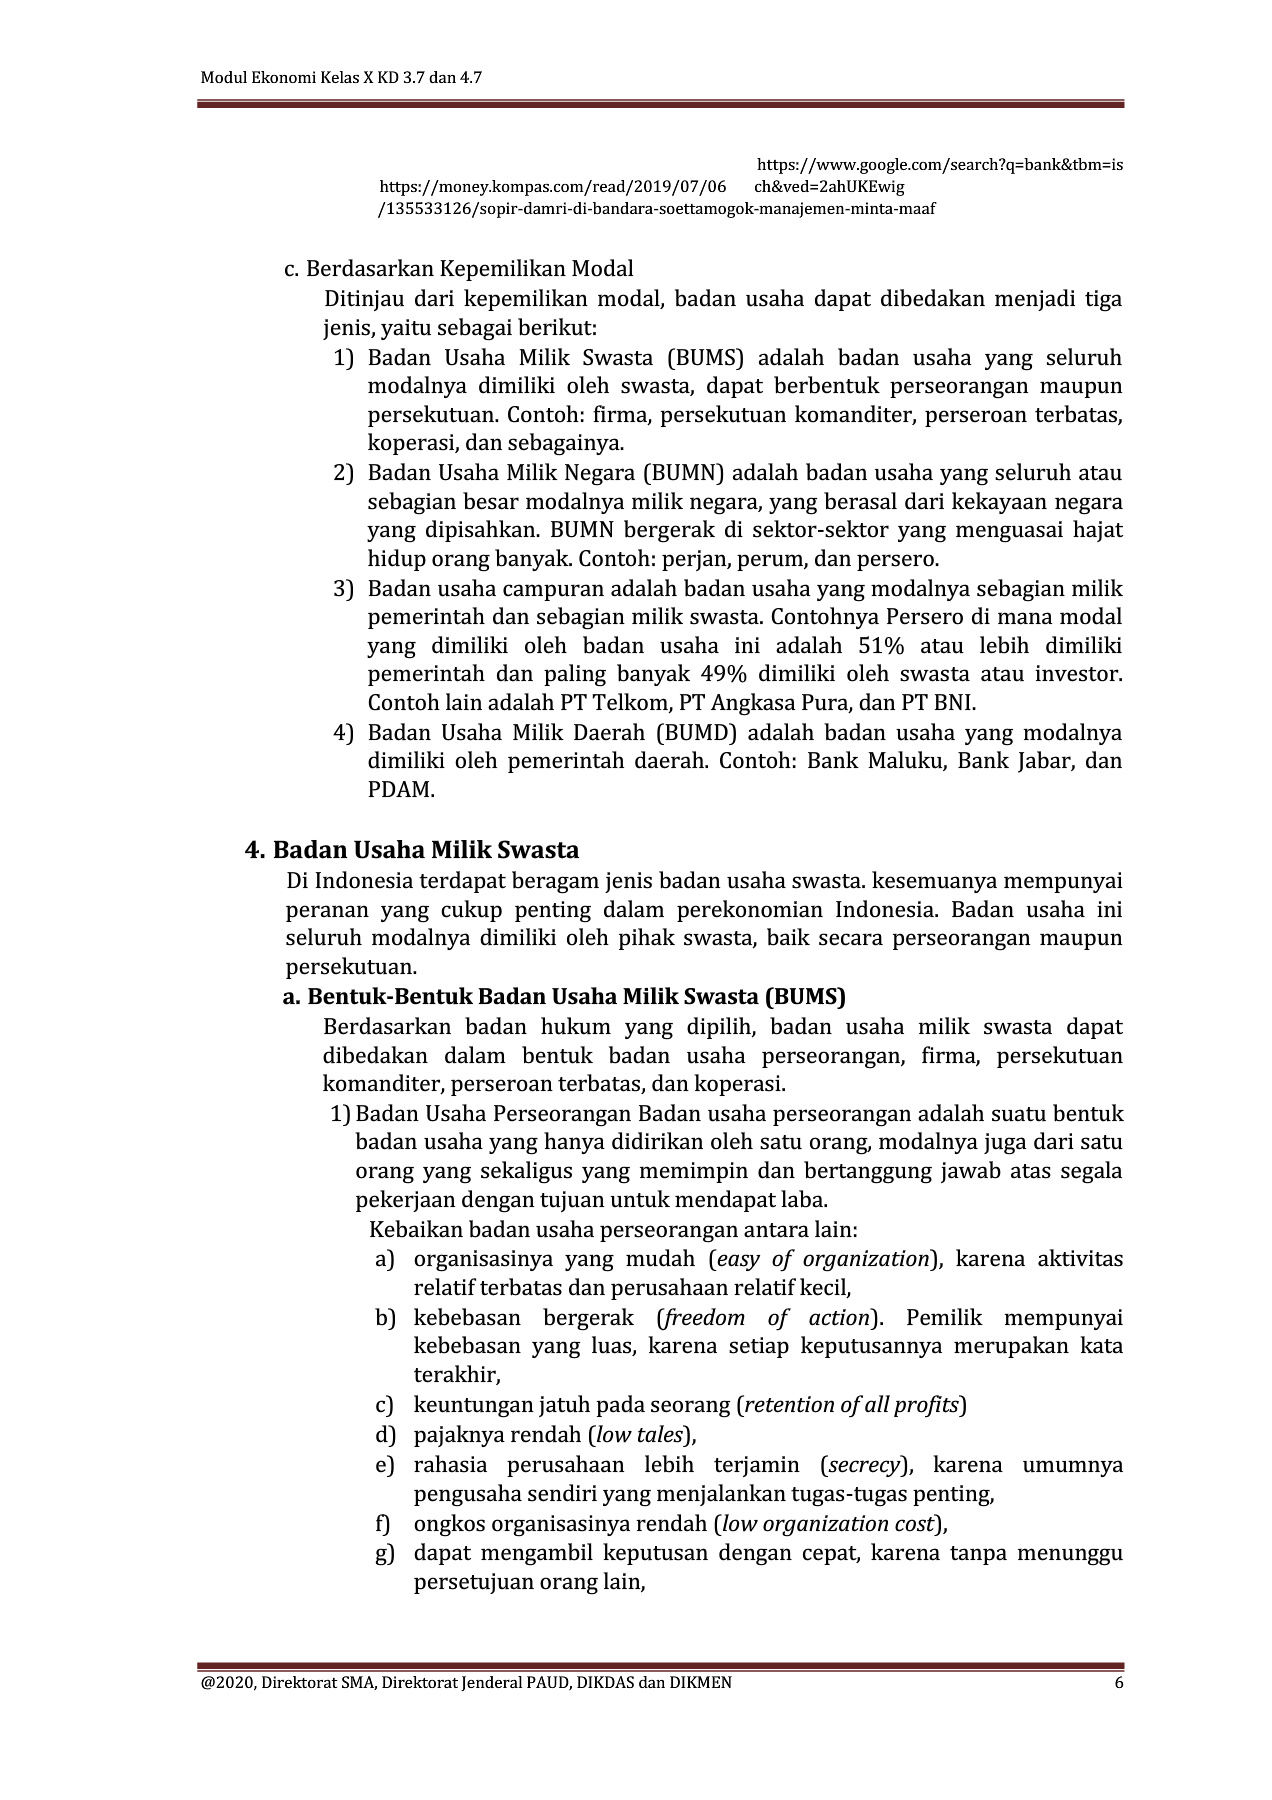 Modul Ekonomi Kelas X KD 3.7 dan 4.7
https://www.google.com/search?q=bank&tbm=is
https://money.kompas.com/read/2019/07/06 ch&ved=2ahUKEwig
/135533126/sopir-damri-di-bandara-soettamogok-manajemen-minta-maaf
c. Berdasarkan Kepemilikan Modal
Ditinjau dari kepemilikan modal, badan usaha dapat dibedakan menjadi tiga
jenis, yaitu sebagai berikut:
1) Badan Usaha Milik Swasta (BUMS) adalah badan usaha yang seluruh
modalnya dimiliki oleh swasta, dapat berbentuk perseorangan maupun
persekutuan. Contoh: firma, persekutuan komanditer, perseroan terbatas,
koperasi, dan sebagainya.
2) Badan Usaha Milik Negara (BUMN) adalah badan usaha yang seluruh atau
sebagian besar modalnya milik negara, yang berasal dari kekayaan negara
yang dipisahkan. BUMN bergerak di sektor-sektor yang menguasai hajat
hidup orang banyak. Contoh: perjan, perum, dan persero.
3) Badan usaha campuran adalah badan usaha yang modalnya sebagian milik
pemerintah dan sebagian milik swasta. Contohnya Persero di mana modal
yang dimiliki oleh badan usaha ini adalah 51% atau lebih dimiliki
pemerintah dan paling banyak 49% dimiliki oleh swasta atau investor.
Contoh lain adalah PT Telkom, PT Angkasa Pura, dan PT BNI.
4) Badan Usaha Milik Daerah (BUMD) adalah badan usaha yang modalnya
dimiliki oleh pemerintah daerah. Contoh: Bank Maluku, Bank Jabar, dan
PDAM.
4. Badan Usaha Milik Swasta
Di Indonesia terdapat beragam jenis badan usaha swasta. kesemuanya mempunyai
peranan yang cukup penting dalam perekonomian Indonesia. Badan usaha ini
seluruh modalnya dimiliki oleh pihak swasta, baik secara perseorangan maupun
persekutuan.
a. Bentuk-Bentuk Badan Usaha Milik Swasta (BUMS)
Berdasarkan badan hukum yang dipilih, badan usaha milik swasta dapat
dibedakan dalam bentuk badan usaha perseorangan, firma, persekutuan
komanditer, perseroan terbatas, dan koperasi.
1) Badan Usaha Perseorangan Badan usaha perseorangan adalah suatu bentuk
badan usaha yang hanya didirikan oleh satu orang, modalnya juga dari satu
orang yang sekaligus yang memimpin dan bertanggung jawab atas segala
pekerjaan dengan tujuan untuk mendapat laba.
Kebaikan badan usaha perseorangan antara lain:
a) organisasinya yang mudah (easy of organization), karena aktivitas
relatif terbatas dan perusahaan relatif kecil,
b) kebebasan bergerak (freedom of action). Pemilik mempunyai
kebebasan yang luas, karena setiap keputusannya merupakan kata
terakhir,
c) keuntungan jatuh pada seorang (retention of all profits)
d) pajaknya rendah (low tales),
e) rahasia perusahaan lebih terjamin (secrecy), karena umumnya
pengusaha sendiri yang menjalankan tugas-tugas penting,
f) ongkos organisasinya rendah (low organization cost),
g) dapat mengambil keputusan dengan cepat, karena tanpa menunggu
persetujuan orang lain,
@2020, Direktorat SMA, Direktorat Jenderal PAUD, DIKDAS dan DIKMEN 6